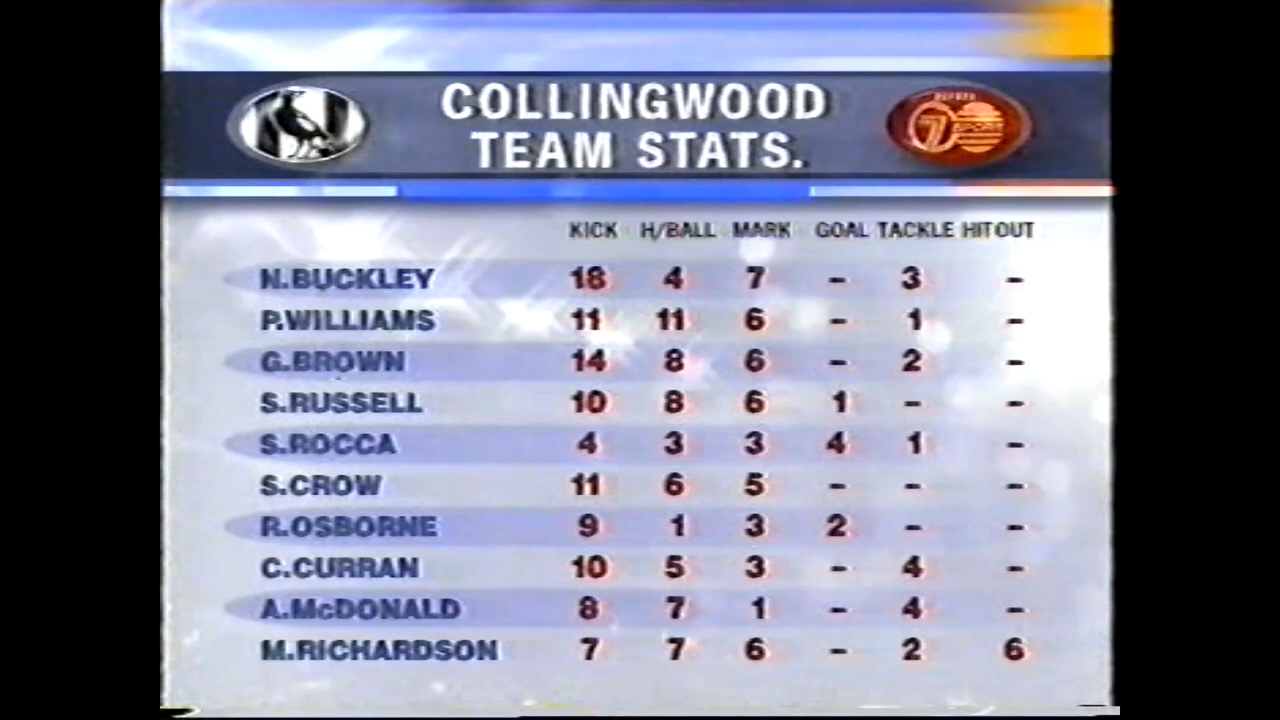 COLLINGWOOD
TEAM STATS.
7 SPORT
KICK H/BALL MARK GOAL TACKLE HITOUT
N.BUCKLEY 18 4 7 - 3 -
P.WILLIAMS 11 11 6 - 1 -
G.BROWN 14 8 6 - 2 -
S.RUSSELL 10 8 6 1 - -
S.ROCCA 4 3 3 4 1 -
S.CROW 11 6 5 - - -
R.OSBORNE 9 1 3 2 - -
C.CURRAN 10 5 3 - 4 -
A.McDONALD 8 7 1 - 4 -
M.RICHARDSON 7 7 6 - 2 6